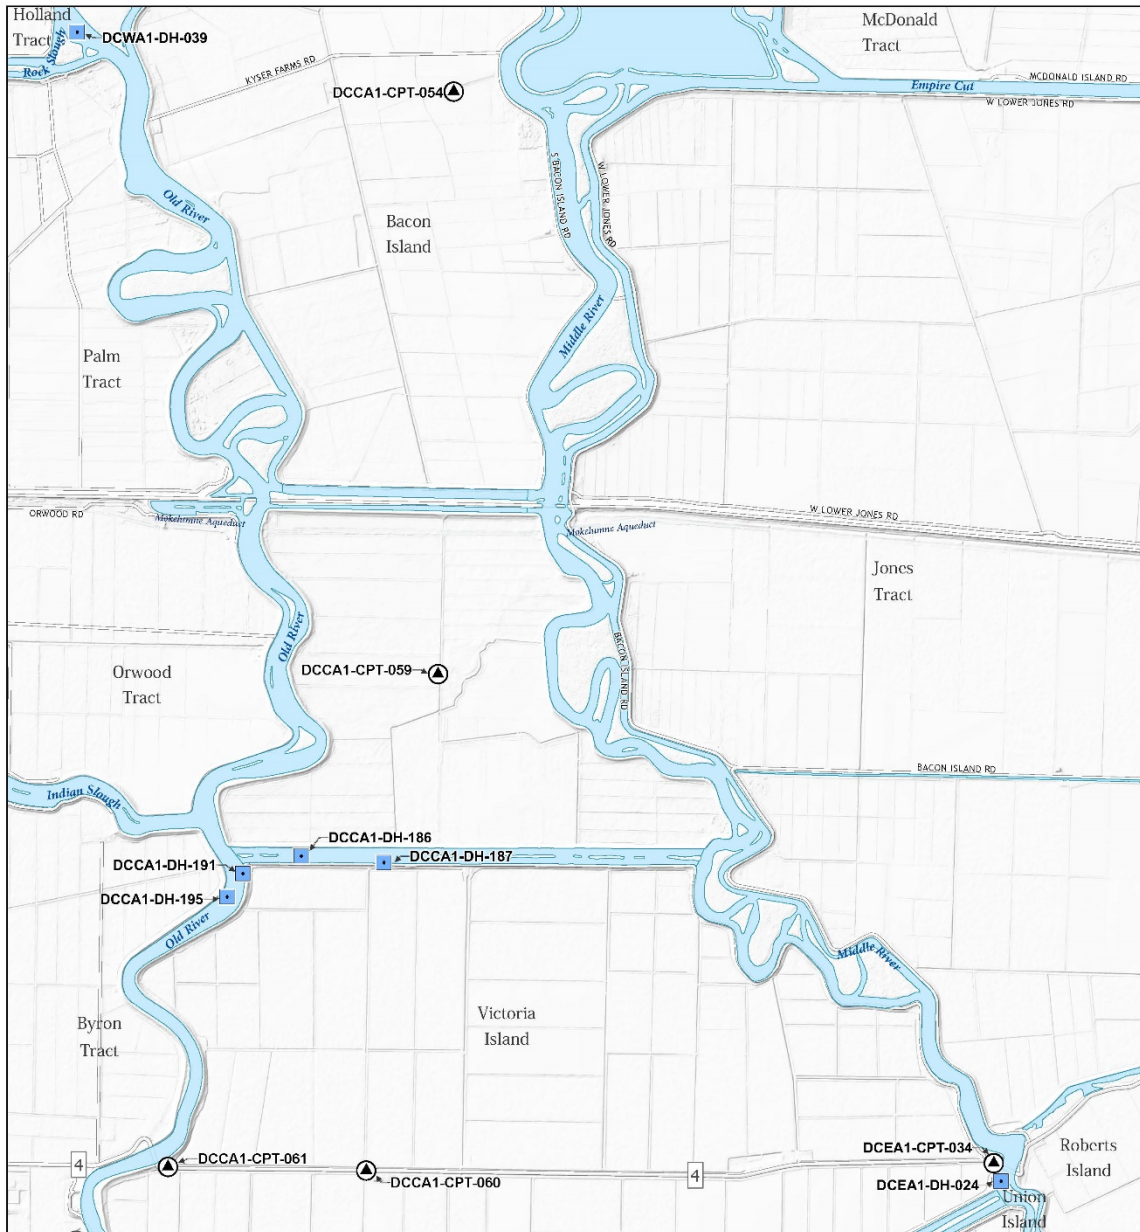 Holland
Tract
DCWA1-DH-039
Rock Slough
KYSER FARMS RD
DCCA1-CPT-054
McDonald
Tract
MCDONALD ISLAND RD
Empire Cut
W LOWER JONES RD
S BACON ISLAND RD
W LOWER JONES RD
Old River
Bacon
Island
Middle River
Palm
Tract
ORWOOD RD
Mokelumne Aqueduct
Mokelumne Aqueduct
W LOWER JONES RD
Jones
Tract
Old River
BACON ISLAND RD
Orwood
Tract
DCCA1-CPT-059
BACON ISLAND RD
Indian Slough
DCCA1-DH-186
DCCA1-DH-187
DCCA1-DH-191
DCCA1-DH-195
Old River
Middle River
Byron
Tract
Victoria
Island
4
DCCA1-CPT-061
DCCA1-CPT-060
4
DCEA1-CPT-034
DCEA1-DH-024
Roberts
Island
Union
Island